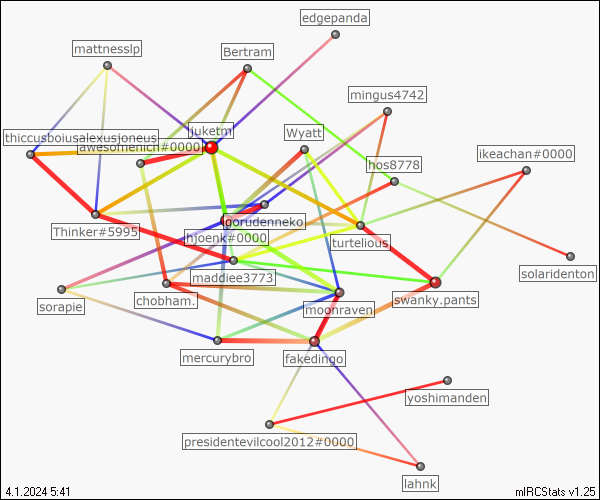 edgepanda
mattnesslp
Bertram
mingus4742
juketm
Wyatt
thiccusboiusalexusjoneus
awesomehich#0000
hos8778
ikeachan#0000
gorudenneko
Thinker#5995
hjoenk#0000
turtelious
maddiee3773
solaridenton
sorapie
chobham.
moonraven
swanky.pants
mercurybro
fakedingo
yoshimanden
presidentevilcool2012#0000
lahnk
4.1.2024 5:41
mIRCStats v1.25